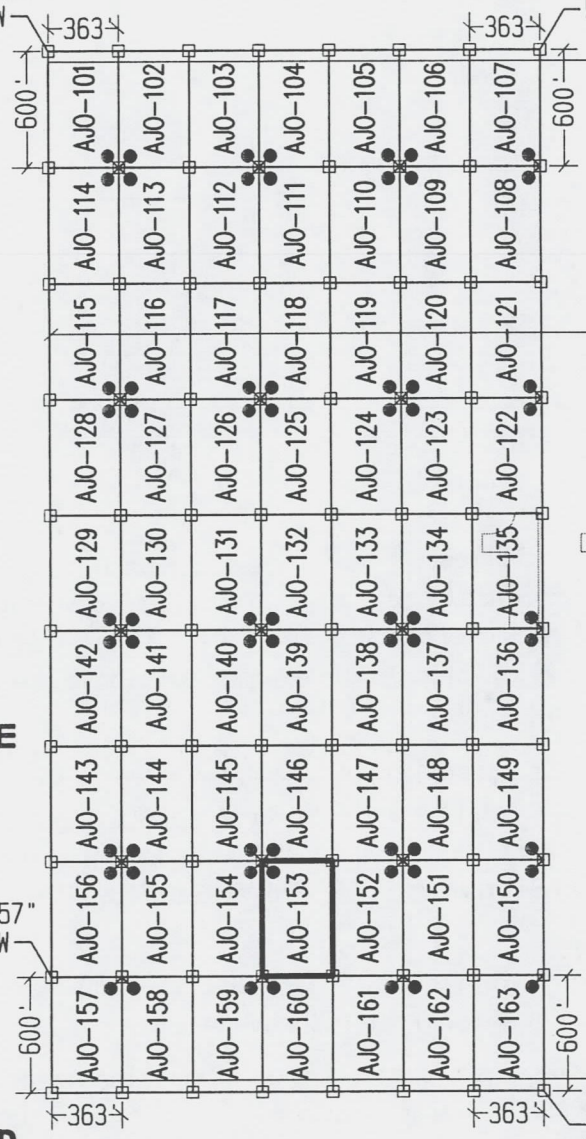 W
363'
363'
600'
600'
AJO-101 AJO-102 AJO-103 AJO-104 AJO-105 AJO-106 AJO-107
AJO-114 AJO-113 AJO-112 AJO-111 AJO-110 AJO-109 AJO-108
AJO-115 AJO-116 AJO-117 AJO-118 AJO-119 AJO-120 AJO-121
AJO-128 AJO-127 AJO-126 AJO-125 AJO-124 AJO-123 AJO-122
AJO-129 AJO-130 AJO-131 AJO-132 AJO-133 AJO-134 AJO-135
AJO-142 AJO-141 AJO-140 AJO-139 AJO-138 AJO-137 AJO-136
E
AJO-143 AJO-144 AJO-145 AJO-146 AJO-147 AJO-148 AJO-149
AJO-156 AJO-155 AJO-154 AJO-153 AJO-152 AJO-151 AJO-150
57"
W
AJO-157 AJO-158 AJO-159 AJO-160 AJO-161 AJO-162 AJO-163
600'
600'
363'
363'